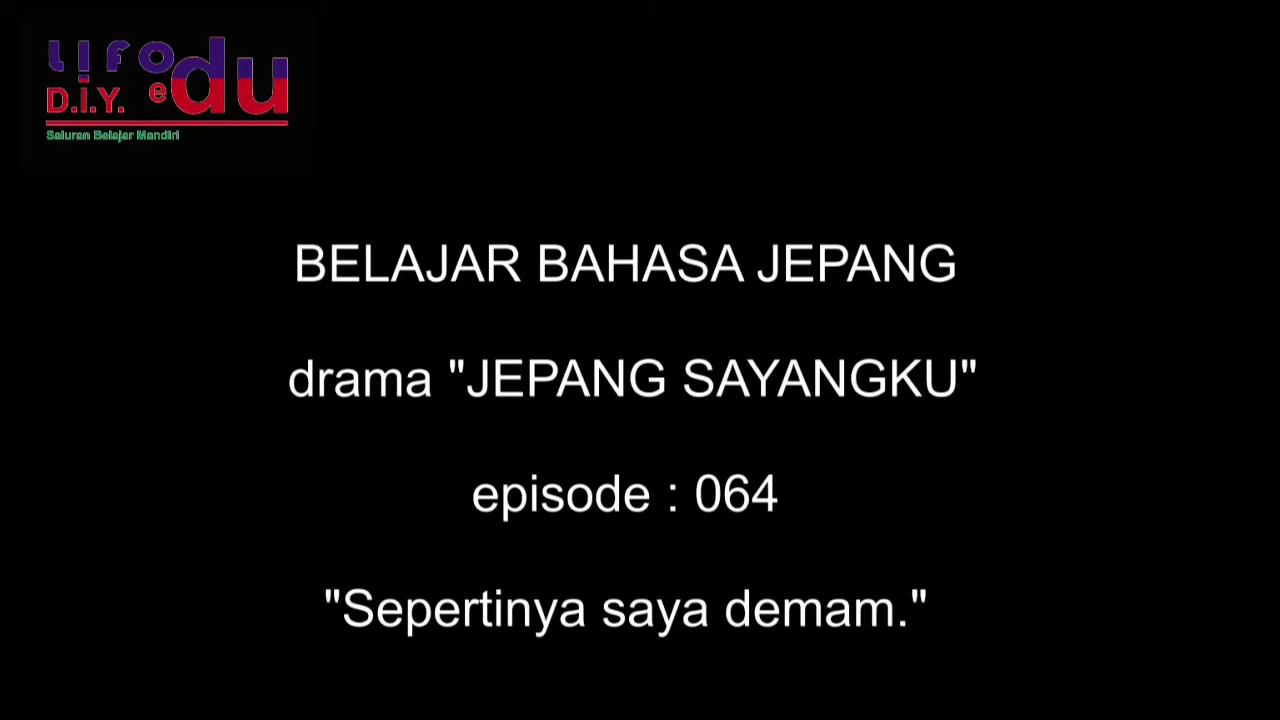 LIFO edu
D.I.Y.
Saluran Belajar Mandiri
BELAJAR BAHASA JEPANG
drama "JEPANG SAYANGKU"
episode : 064
"Sepertinya saya demam."